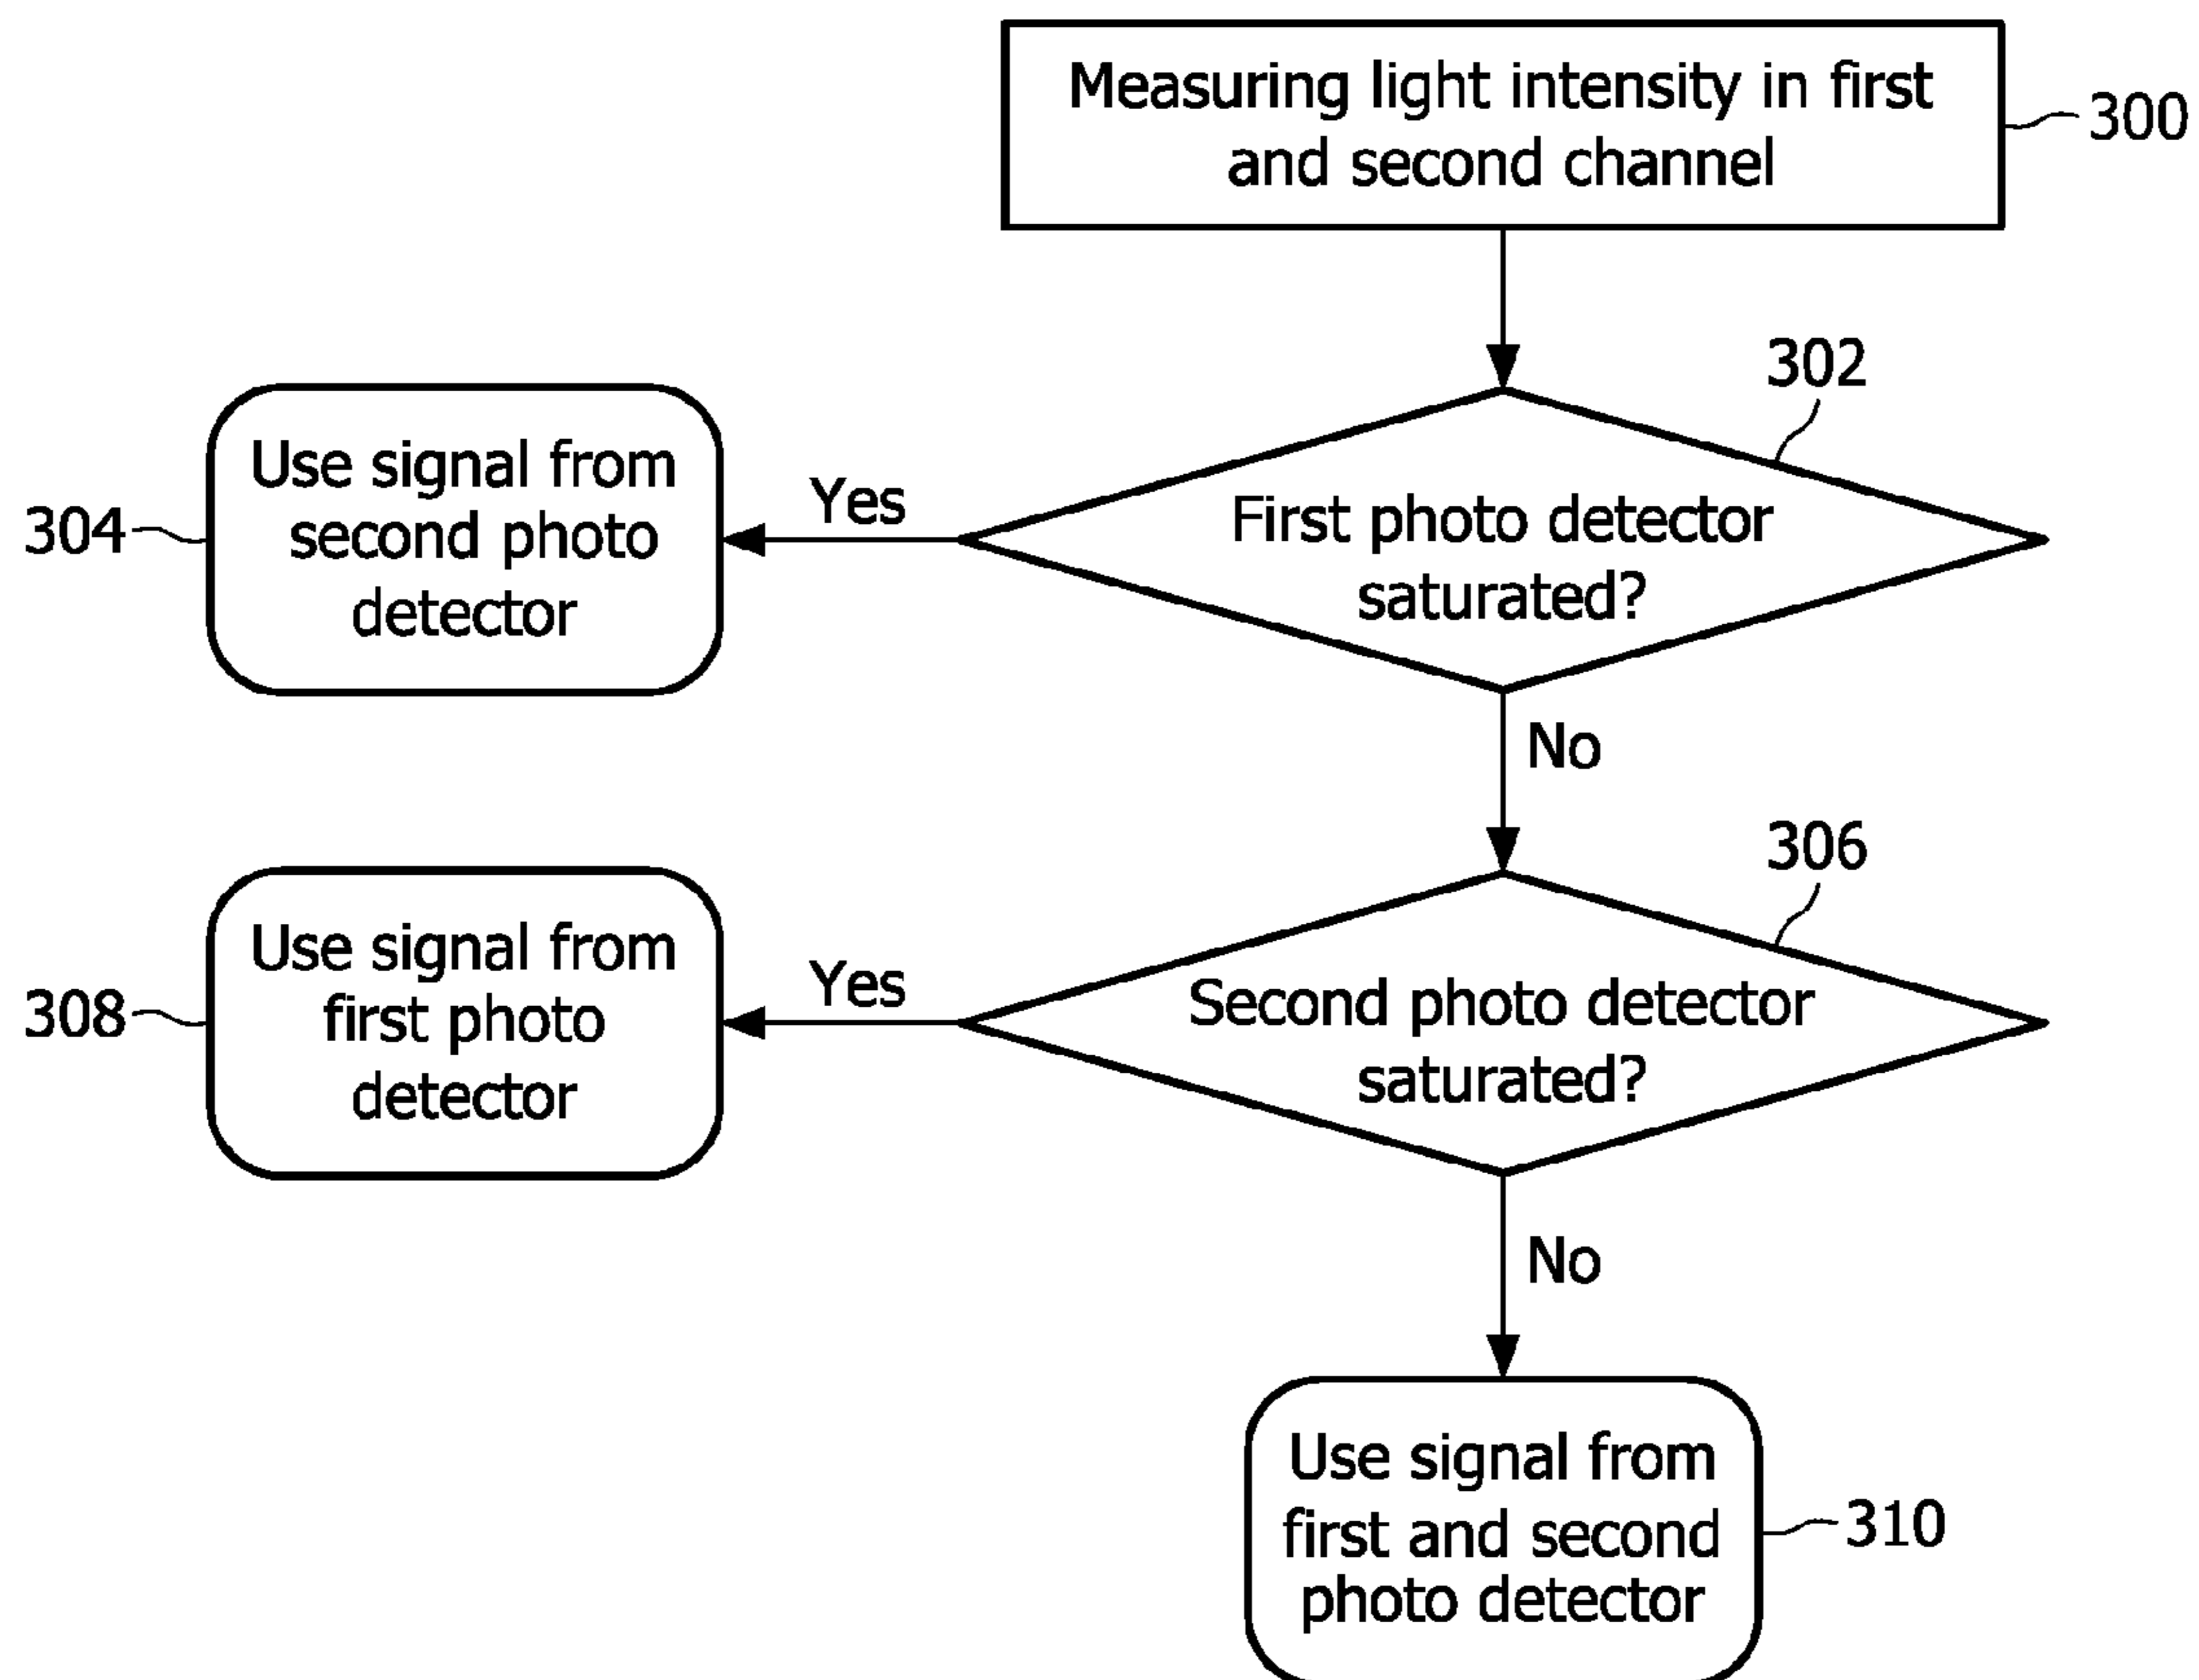 Measuring light intensity in first
and second channel
300
302
First photo detector
saturated?
Yes
Use signal from
second photo
detector
304
No
306
Second photo detector
saturated?
Yes
Use signal from
first photo
detector
308
No
Use signal from
first and second
photo detector
310